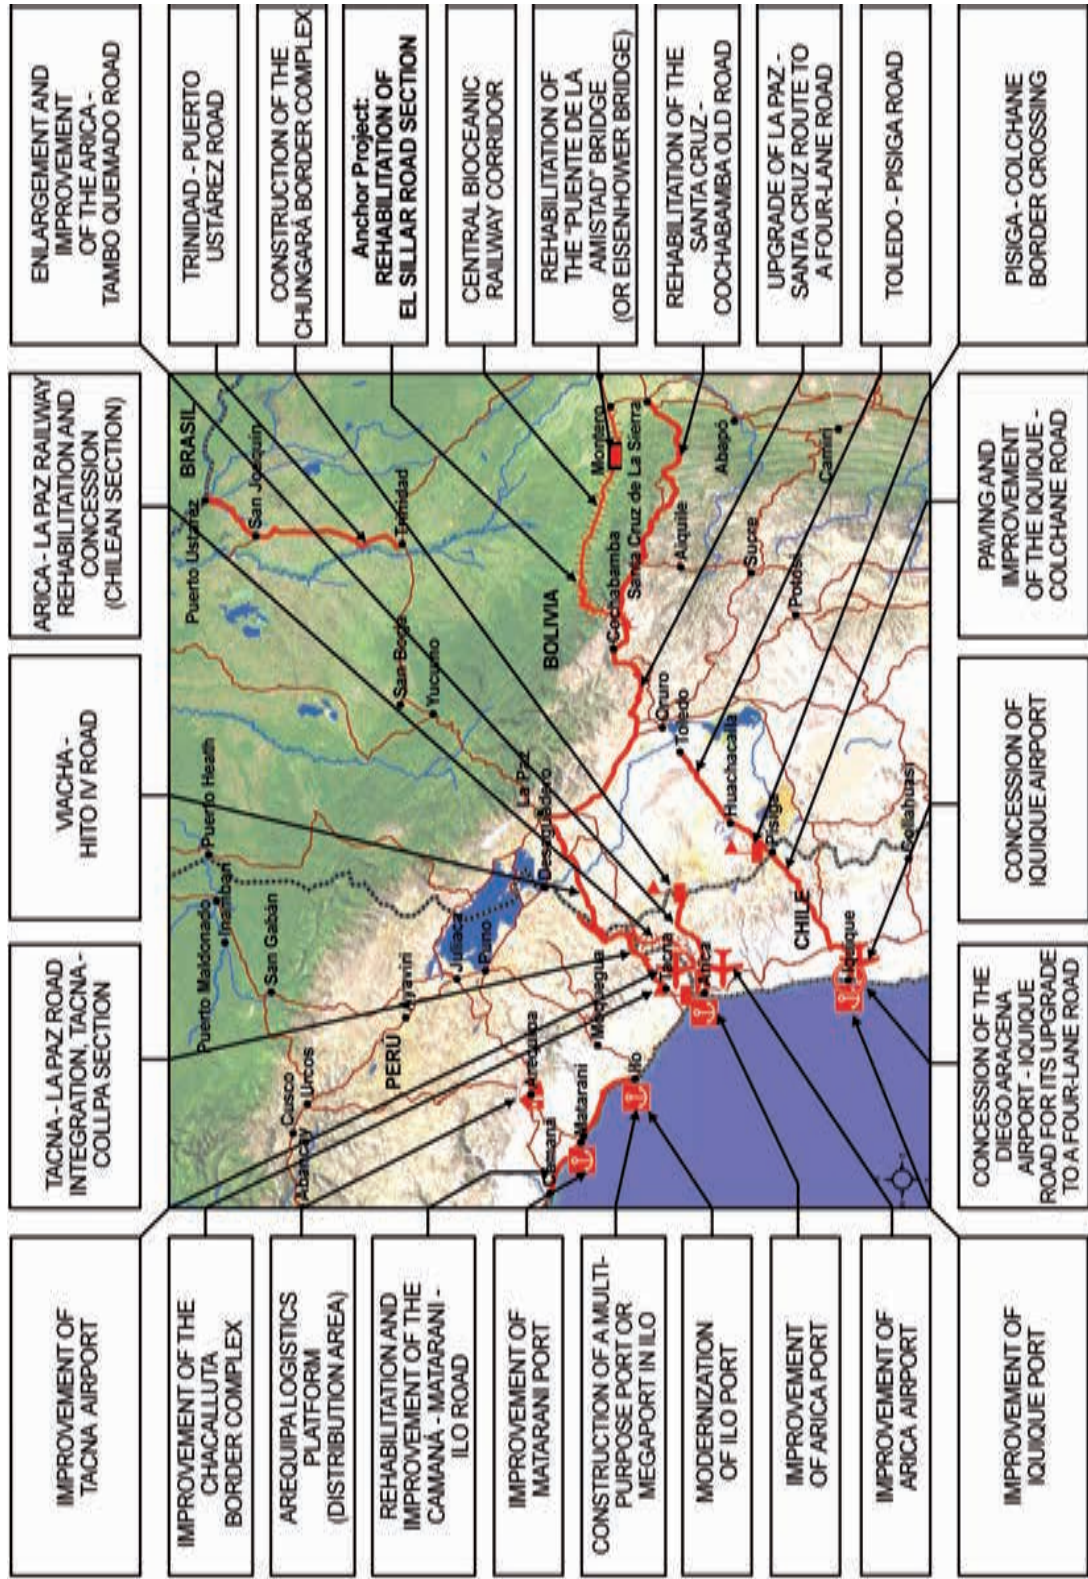 IMPROVEMENT OF
TACNA AIRPORT
TACNA - LA PAZ ROAD
INTEGRATION, TACNA -
COLLPA SECTION
VIACHA -
HITO IV ROAD
ARICA - LA PAZ RAILWAY
REHABILITATION AND
CONCESSION
(CHILEAN SECTION)
ENLARGEMENT AND
IMPROVEMENT
OF THE ARICA -
TAMBO QUEMADO ROAD
IMPROVEMENT OF THE
CHACALLUTA
BORDER COMPLEX
AREQUIPA LOGISTICS
PLATFORM
(DISTRIBUTION AREA)
REHABILITATION AND
IMPROVEMENT OF THE
CAMANÁ - MATARANI -
ILO ROAD
IMPROVEMENT OF
MATARANI PORT
CONSTRUCTION OF A MULTI-
PURPOSE PORT OR
MEGAPORT IN ILO
MODERNIZATION
OF ILO PORT
IMPROVEMENT
OF ARICA PORT
IMPROVEMENT OF
ARICA AIRPORT
IMPROVEMENT OF
IQUIQUE PORT
Puerto Maldonado
Puerto Heath
Inambari
San Gabán
Cusco
Urcos
Abancay
PERÚ
Ayaviri
Juliaca
Puno
Arequipa
Camaná
Matarani
Moquegua
Ilo
Tacna
Arica
Desaguadero
La Paz
BOLIVIA
San Borja
Yucumo
Puerto Ustaréz
BRASIL
San Joaquín
Trinidad
Cochabamba
Montero
Santa Cruz De La Sierra
Oruro
Toledo
Aiquile
Abapó
Huachacalla
Sucre
Potosí
Camiri
Pisiga
CHILE
Iquique
Collahuasi
TRINIDAD - PUERTO
USTÁREZ ROAD
CONSTRUCTION OF THE
CHUNGARÁ BORDER COMPLEX
Anchor Project:
REHABILITATION OF
EL SILLAR ROAD SECTION
CENTRAL BIOCEANIC
RAILWAY CORRIDOR
REHABILITATION OF
THE "PUENTE DE LA
AMISTAD" BRIDGE
(OR EISENHOWER BRIDGE)
REHABILITATION OF THE
SANTA CRUZ -
COCHABAMBA OLD ROAD
UPGRADE OF LA PAZ -
SANTA CRUZ ROUTE TO
A FOUR-LANE ROAD
TOLEDO - PISIGA ROAD
PISIGA - COLCHANE
BORDER CROSSING
CONCESSION OF THE
DIEGO ARACENA
AIRPORT - IQUIQUE
ROAD FOR ITS UPGRADE
TO A FOUR-LANE ROAD
CONCESSION OF
IQUIQUE AIRPORT
PAVING AND
IMPROVEMENT
OF THE IQUIQUE -
COLCHANE ROAD